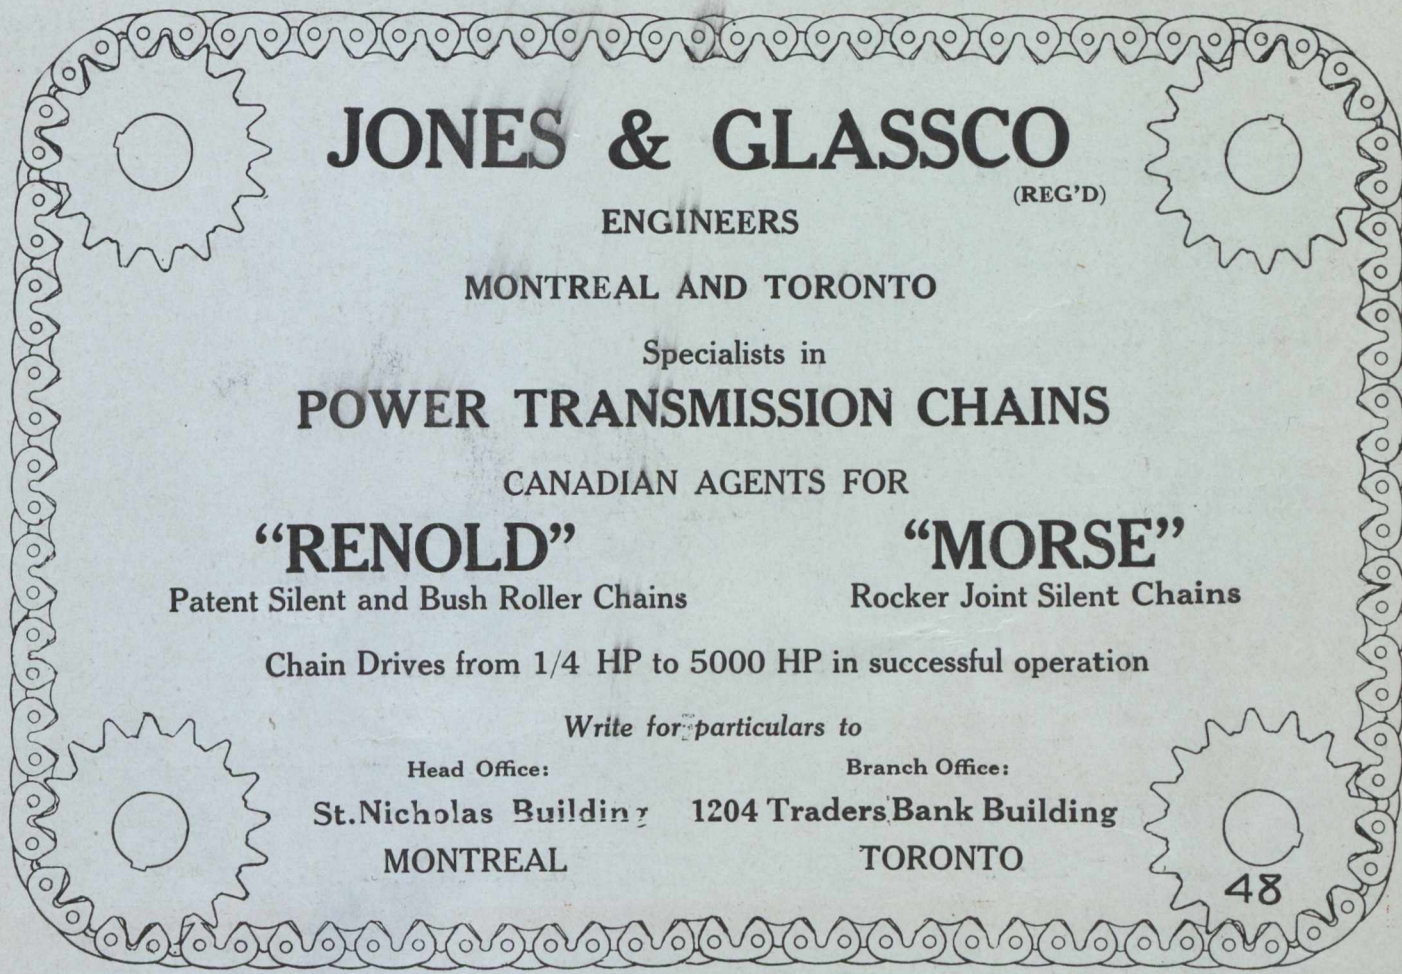 JONES & GLASSCO
(REG'D)
ENGINEERS
MONTREAL AND TORONTO
Specialists in
POWER TRANSMISSION CHAINS
CANADIAN AGENTS FOR
"RENOLD"
Patent Silent and Bush Roller Chains
"MORSE"
Rocker Joint Silent Chains
Chain Drives from 1/4 HP to 5000 HP in successful operation
Write for particulars to
Head Office:
St. Nicholas Building
MONTREAL
Branch Office:
1204 Traders Bank Building
TORONTO
48